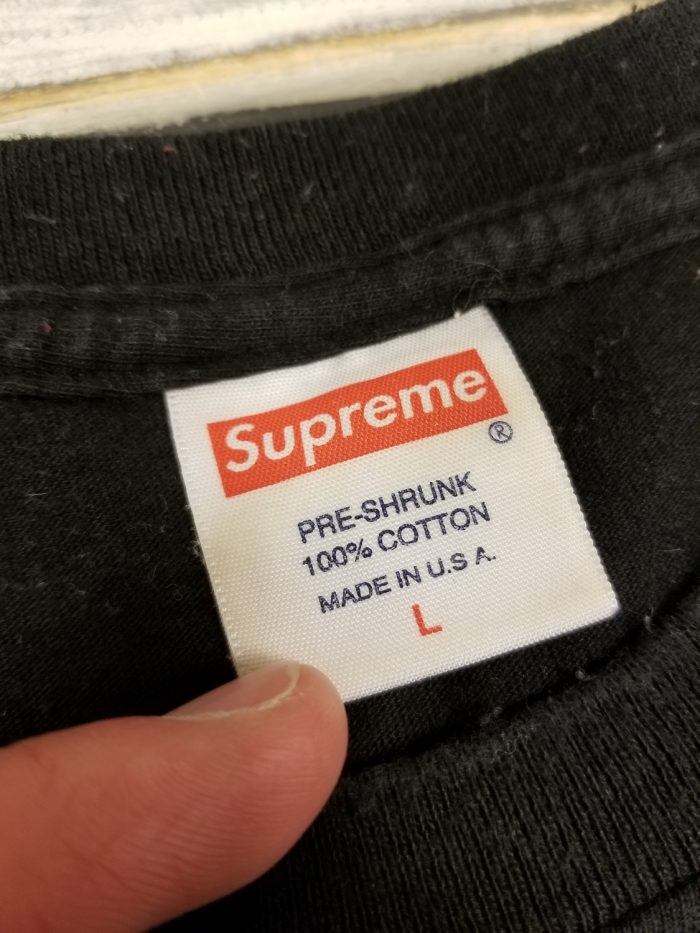 Supreme
®
PRE-SHRUNK
100% COTTON
MADE IN U.S A.
L